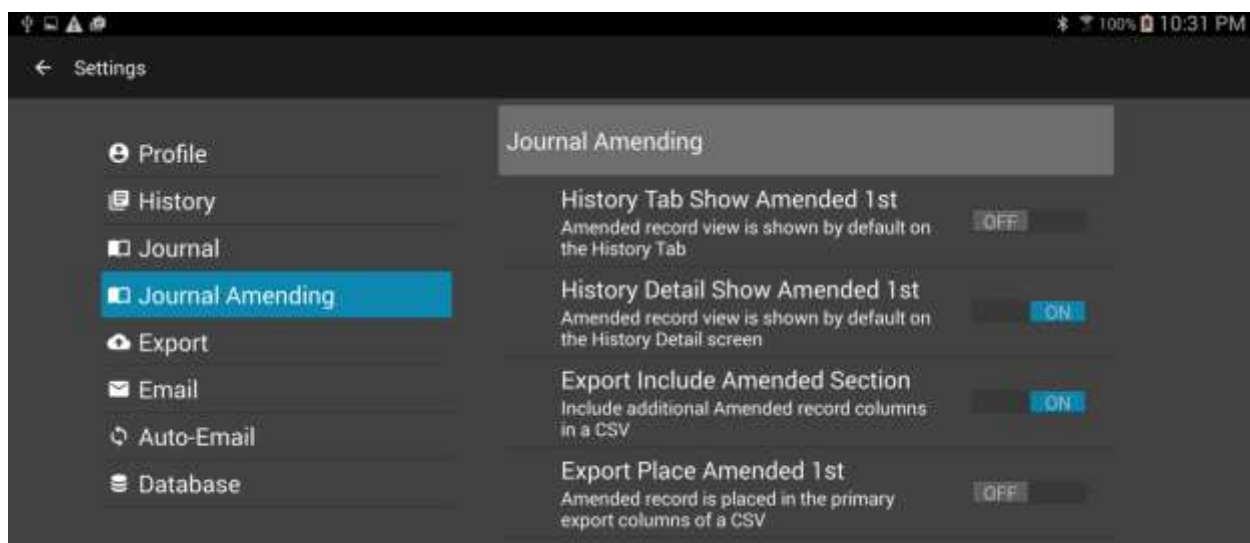 100% 10:31 PM
Settings
Profile
History
Journal
Journal Amending
Export
Email
Auto-Email
Database
Journal Amending
History Tab Show Amended 1st
Amended record view is shown by default on
the History Tab
OFF
History Detail Show Amended 1st
Amended record view is shown by default on
the History Detail screen
ON
Export Include Amended Section
Include additional Amended record columns
in a CSV
ON
Export Place Amended 1st
Amended record is placed in the primary
export columns of a CSV
OFF